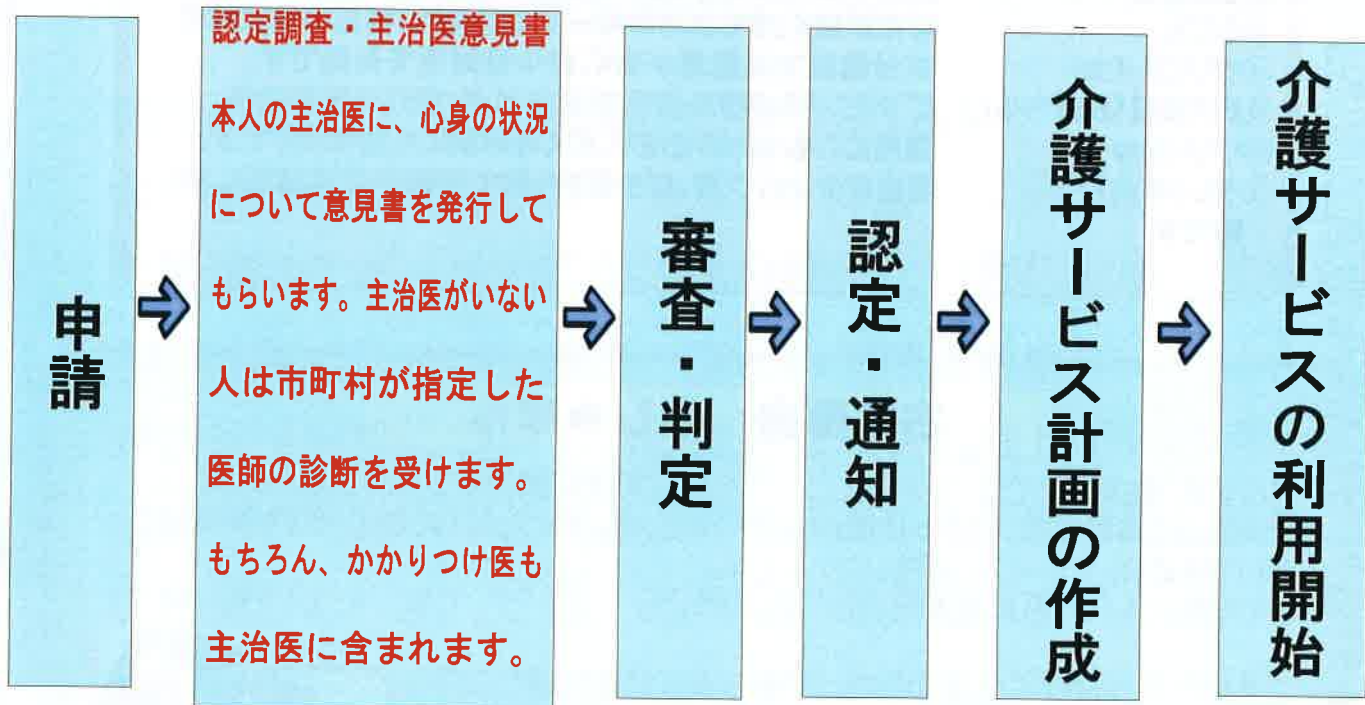 申請
認定調査・主治医意見書
本人の主治医に、心身の状況
について意見書を発行して
もらいます。主治医がいない
人は市町村が指定した
医師の診断を受けます。
もちろん、かかりつけ医も
主治医に含まれます。
審査・判定
認定・通知
介護サービス計画の作成
介護サービスの利用開始